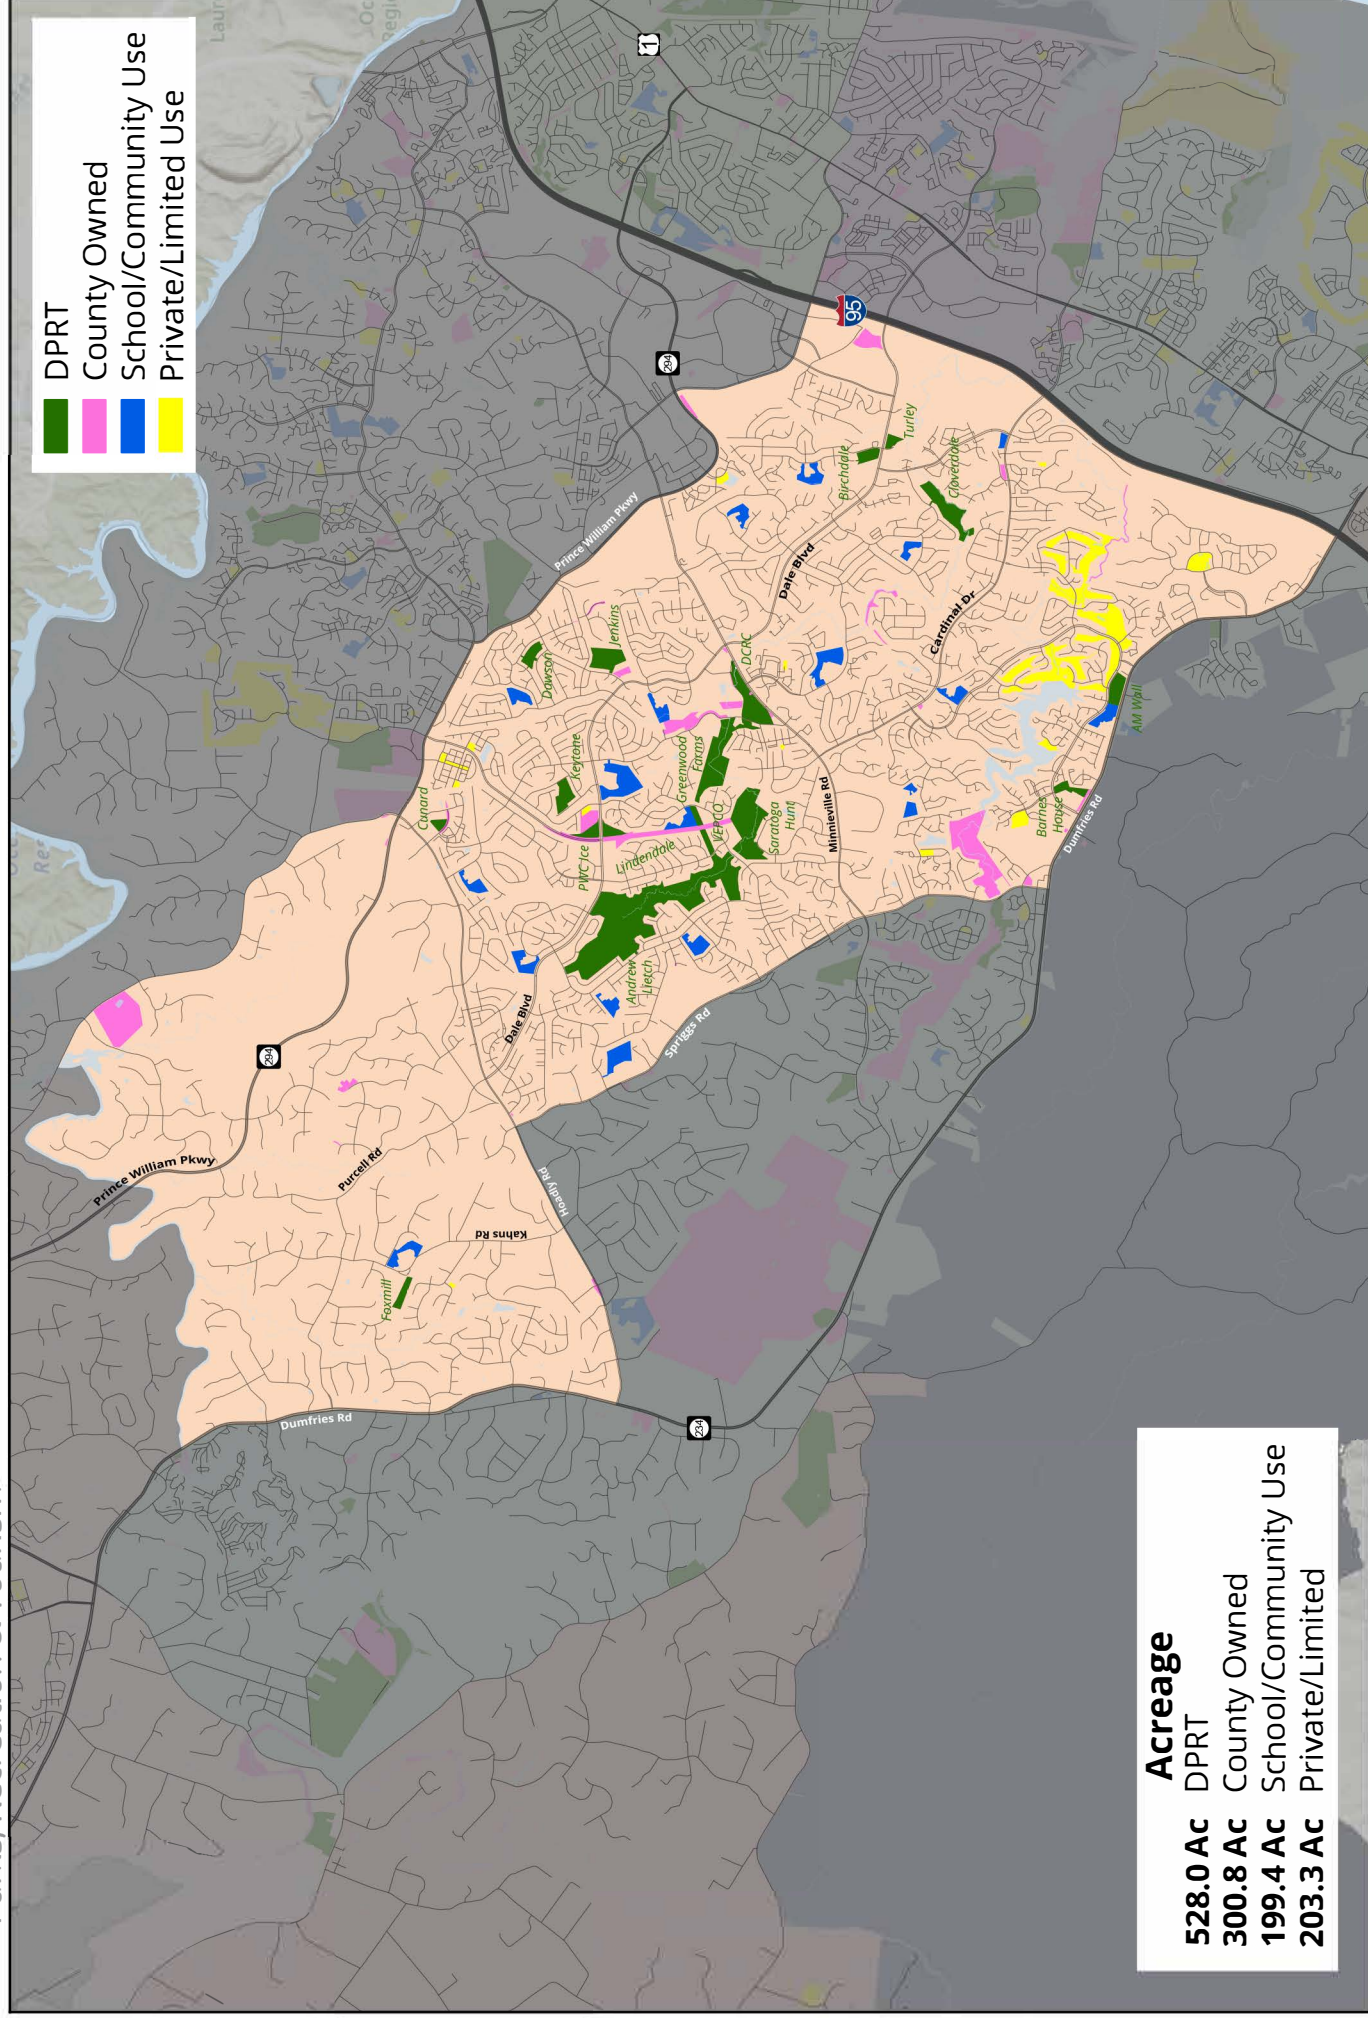 DPRT
County Owned
School/Community Use
Private/Limited Use
1
294
95
Prince William Pkwy
Turley
Birchdale
Cloverdale
Dale Blvd
Cardinal Dr
Jenkins
Dawson
DCRC
AM Wall
Keytone
Greenwood
Farms
Cunard
VEPCO
Saratoga
Hunt
Minnieville Rd
Barnes
House
Dumfries Rd
PWC Ice
Lindendale
Andrew
Lietch
Dale Blvd
Spriggs Rd
294
Prince William Pkwy
Purcell Rd
Hoadly Rd
Kahns Rd
Foxmill
Dumfries Rd
234
Acreage
528.0 Ac DPRT
300.8 Ac County Owned
199.4 Ac School/Community Use
203.3 Ac Private/Limited